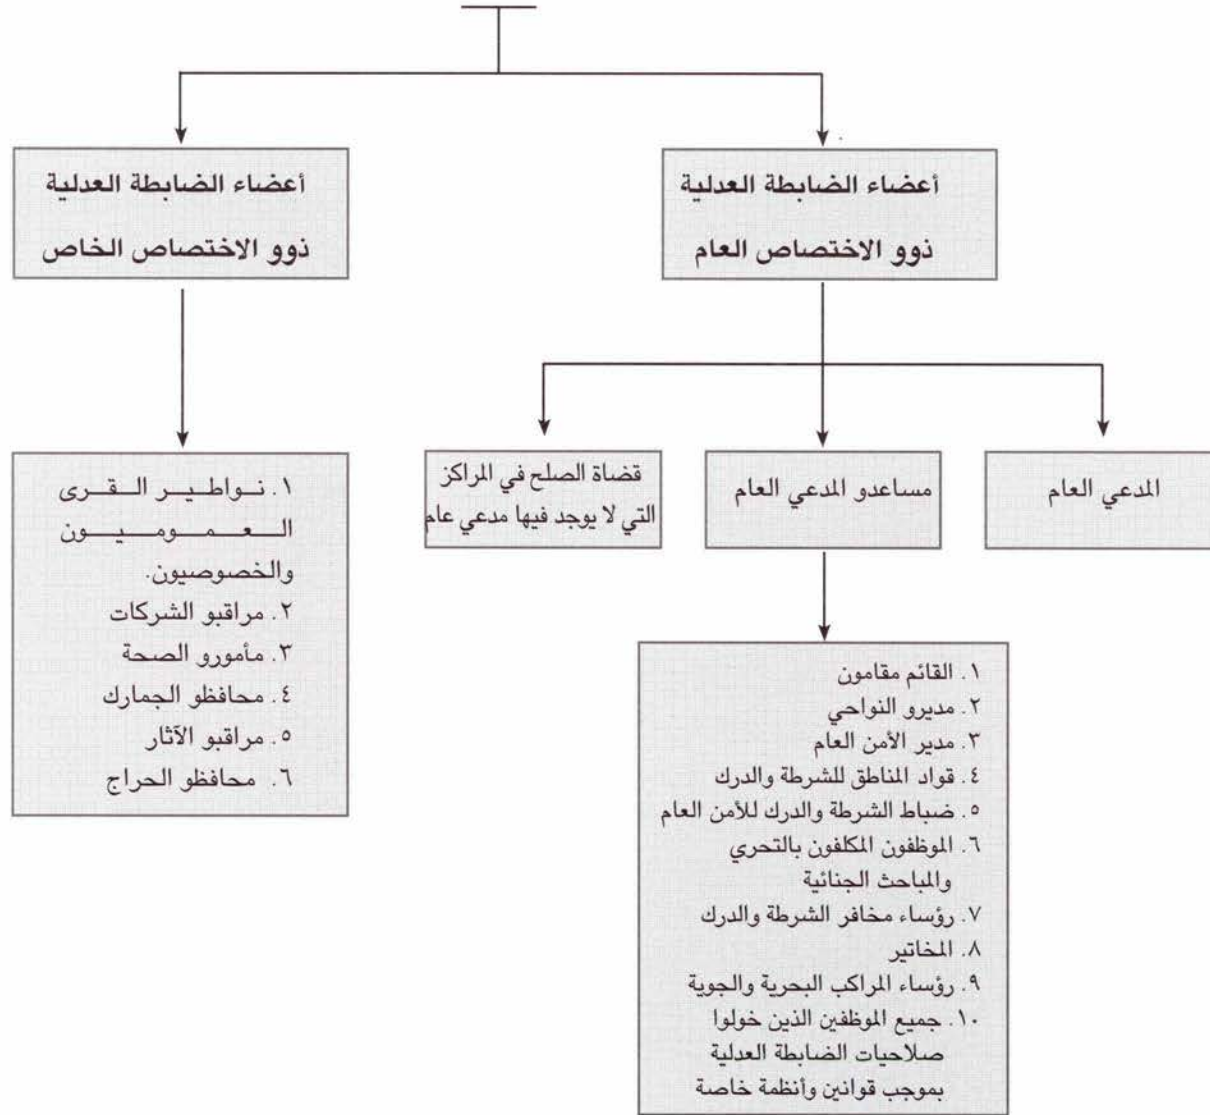 أعضاء الضابطة العدلية
ذوو الاختصاص العام
أعضاء الضابطة العدلية
ذوو الاختصاص الخاص
المدعي العام
مساعدو المدعي العام
قضاة الصلح في المراكز
التي لا يوجد فيها مدعي عام
١. القائم مقامون
٢. مديرو النواحي
٣. مدير الأمن العام
٤. قواد المناطق للشرطة والدرك
٥. ضباط الشرطة والدرك للأمن العام
٦. الموظفون المكلفون بالتحري
والمباحث الجنائية
٧. رؤساء مخافر الشرطة والدرك
٨. المخاتير
٩. رؤساء المراكب البحرية والجوية
١٠. جميع الموظفين الذين خولوا
صلاحيات الضابطة العدلية
بموجب قوانين وأنظمة خاصة
١. نواطير القرى
العموميون
والخصوصيون.
٢. مراقبو الشركات
٣. مأمورو الصحة
٤. محافظو الجمارك
٥. مراقبو الآثار
٦. محافظو الحراج